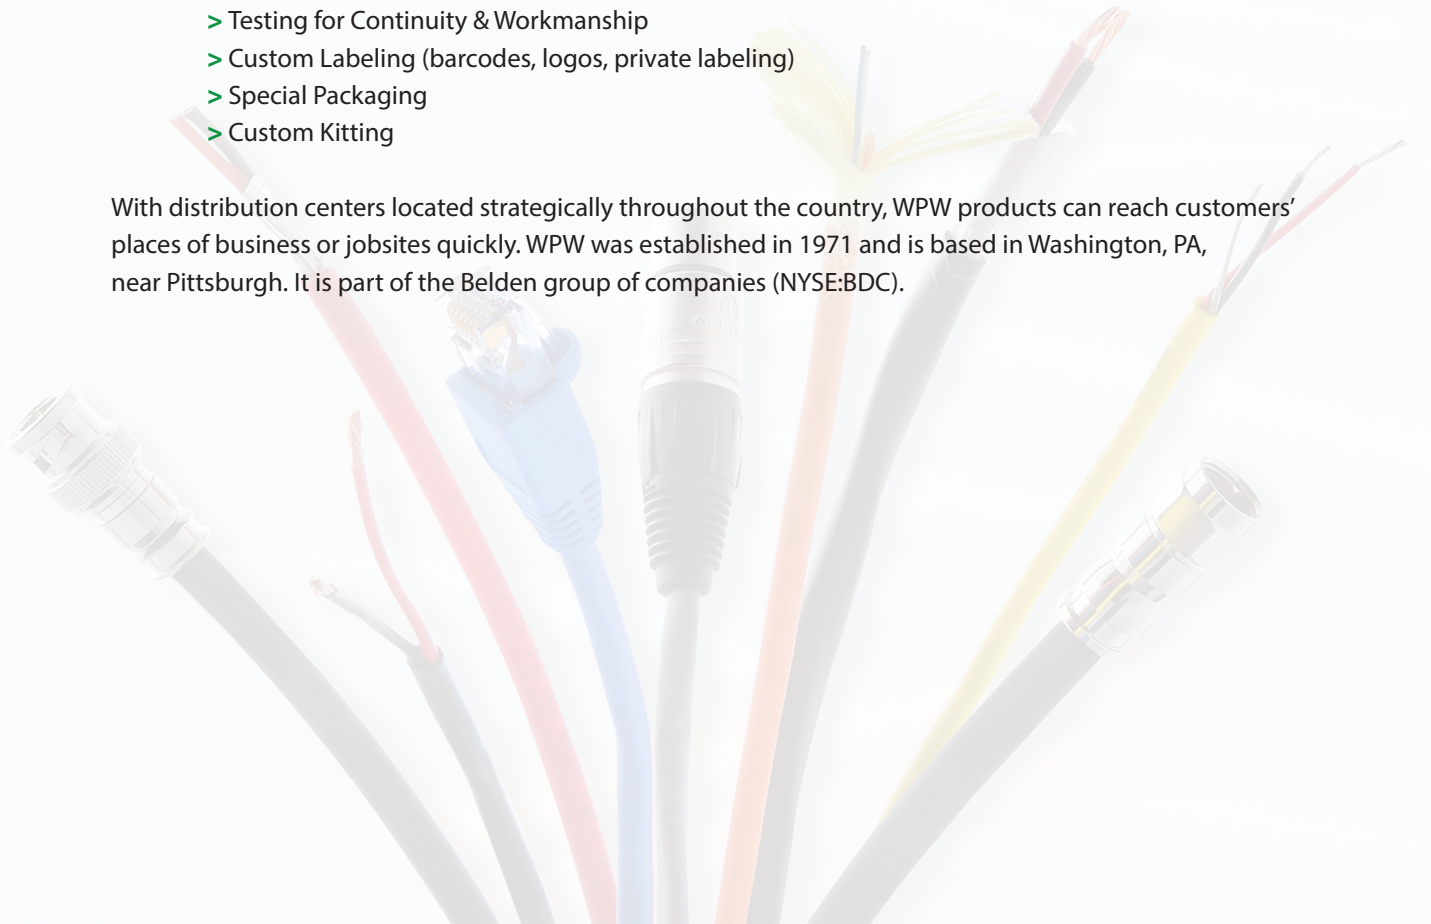 > Testing for Continuity & Workmanship
> Custom Labeling (barcodes, logos, private labeling)
> Special Packaging
> Custom Kitting
With distribution centers located strategically throughout the country, WPW products can reach customers’
places of business or jobsites quickly. WPW was established in 1971 and is based in Washington, PA,
near Pittsburgh. It is part of the Belden group of companies (NYSE:BDC).